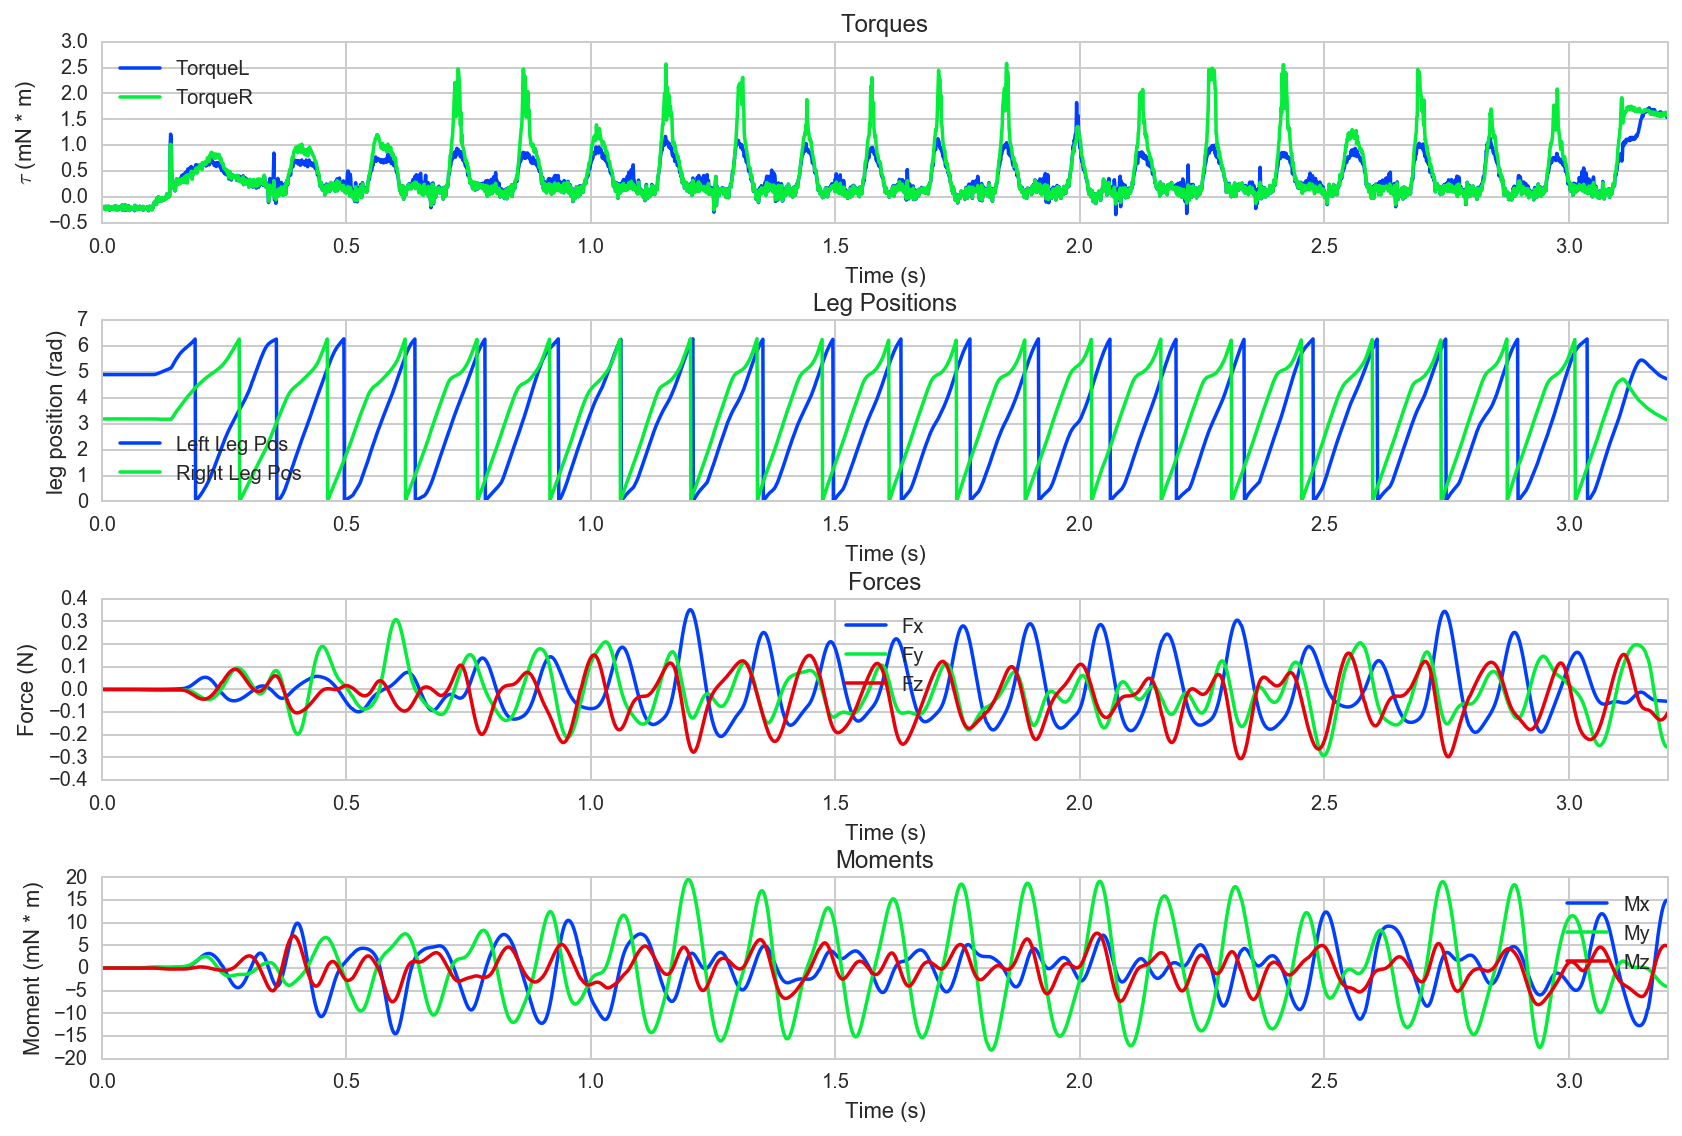 Torques
3.0
2.5
2.0
1.5
1.0
0.5
0.0
−0.5
τ (mN * m)
TorqueL
TorqueR
0.0 0.5 1.0 1.5 2.0 2.5 3.0
Time (s)
Leg Positions
7
6
5
4
3
2
1
0
leg position (rad)
Left Leg Pos
Right Leg Pos
0.0 0.5 1.0 1.5 2.0 2.5 3.0
Time (s)
Forces
0.4
0.3
0.2
0.1
0.0
−0.1
−0.2
−0.3
−0.4
Force (N)
Fx
Fy
Fz
0.0 0.5 1.0 1.5 2.0 2.5 3.0
Time (s)
Moments
20
15
10
5
0
−5
−10
−15
−20
Moment (mN * m)
Mx
My
Mz
0.0 0.5 1.0 1.5 2.0 2.5 3.0
Time (s)